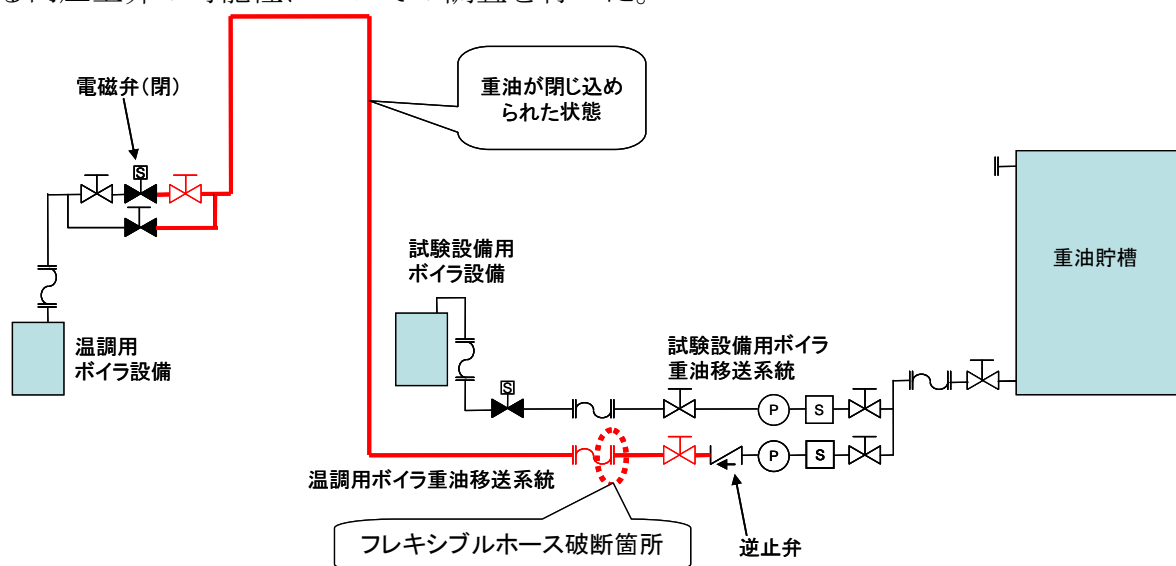 電磁弁(閉)
重油が閉じ込め
られた状態
S
重油貯槽
試験設備用
ボイラ設備
温調用
ボイラ設備
試験設備用ボイラ
重油移送系統
S
P
S
P
S
温調用ボイラ重油移送系統
フレキシブルホース破断箇所
逆止弁